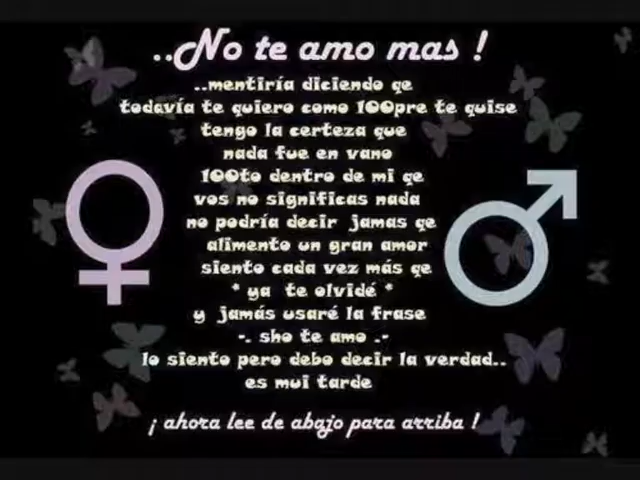 ..No te amo mas !
..mentiría diciendo qe
todavía te quiero como 100pre te quise
tengo la certeza que
nada fue en vano
100to dentro de mi qe
vos no significas nada
no podría decir jamas qe
alimento un gran amor
siento cada vez más qe
* ya te olvidé *
y jamás usaré la frase
-. sho te amo .-
lo siento pero debo decir la verdad..
es mui tarde
¡ ahora lee de abajo para arriba !